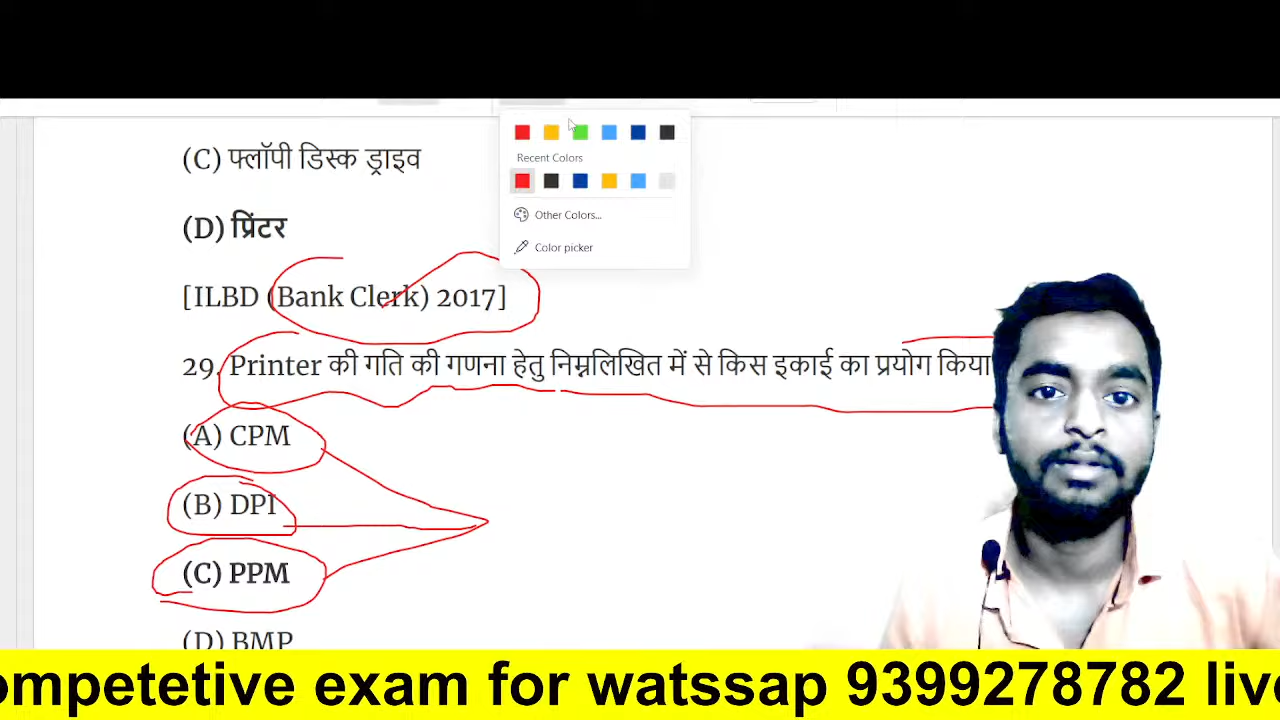 (C) फ्लॉपी डिस्क ड्राइव
(D) प्रिंटर
[ILBD (Bank Clerk) 2017]
29. Printer की गति की गणना हेतु निम्नलिखित में से किस इकाई का प्रयोग किया
(A) CPM
(B) DPI
(C) PPM
(D) BMP
Recent Colors
Other Colors...
Color picker
ompetetive exam for watssap 9399278782 live